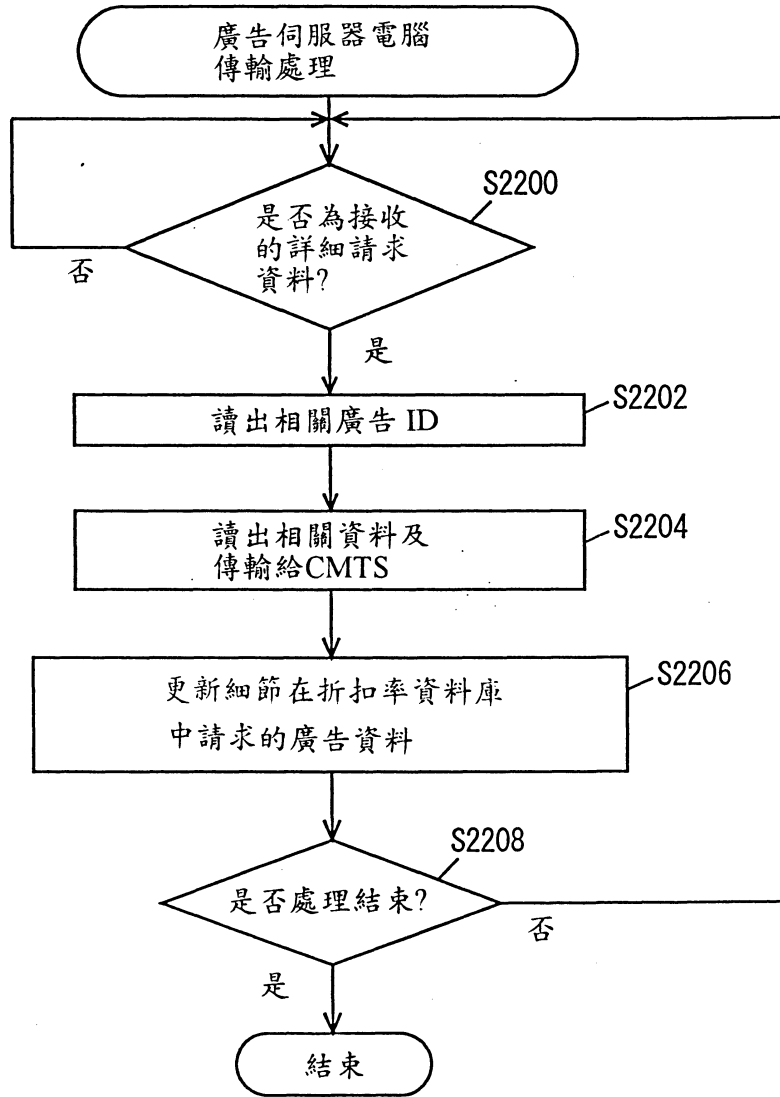 廣告伺服器電腦
傳輸處理
S2200
是否為接收
的詳細請求
資料?
否
是
讀出相關廣告 ID
S2202
讀出相關資料及
傳輸給CMTS
S2204
更新細節在折扣率資料庫
中請求的廣告資料
S2206
S2208
是否處理結束?
否
是
結束